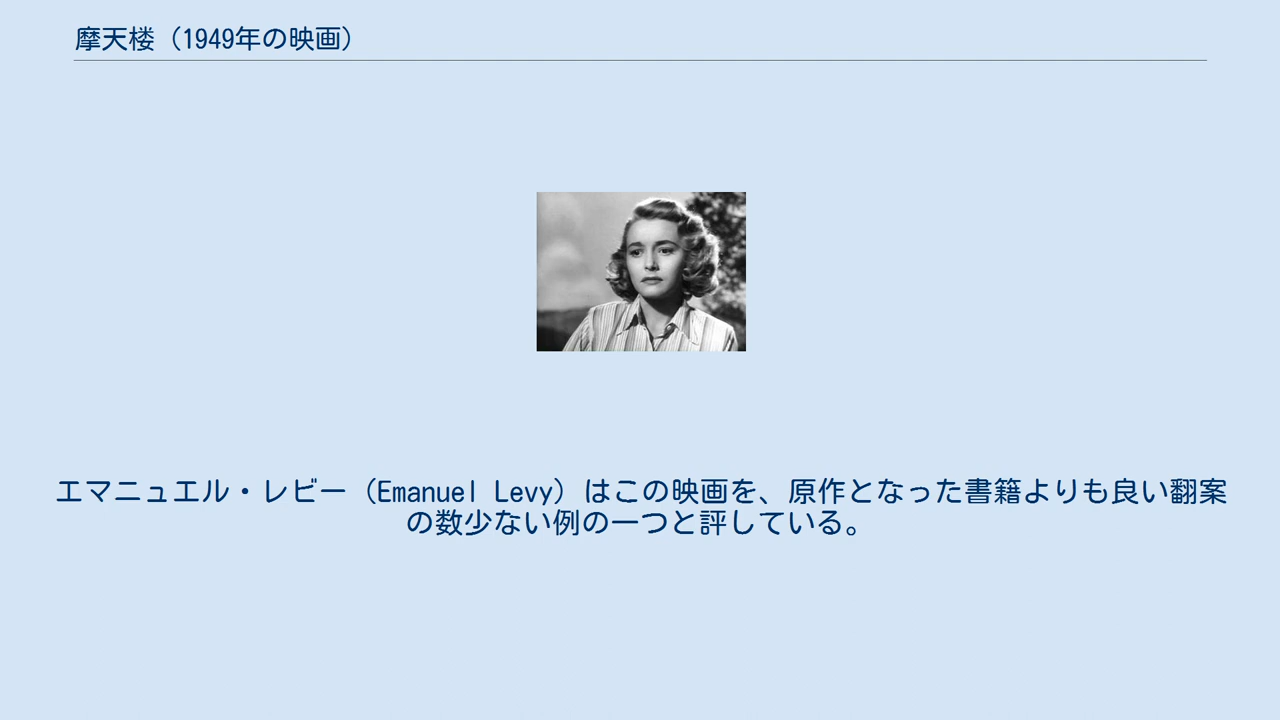 摩天楼（1949年の映画）
エマニュエル・レビー（Emanuel Levy）はこの映画を、原作となった書籍よりも良い翻案
の数少ない例の一つと評している。